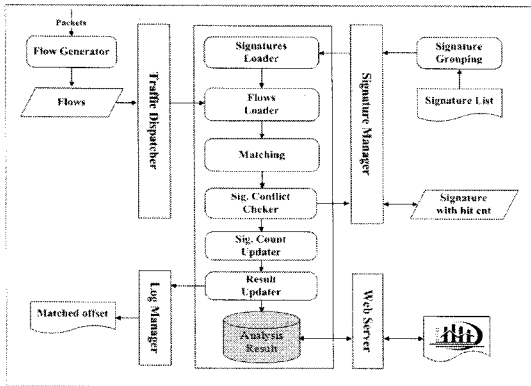 Packets
Flow Generator
Flows
Traffic Dispatcher
Signatures
Loader
Flows
Loader
Matching
Sig. Conflict
Checker
Sig. Count
Updater
Result
Updater
Analysis
Result
Signature Manager
Signature
Grouping
Signature List
Signature
with hit cnt
Log Manager
Matched offset
Web Server